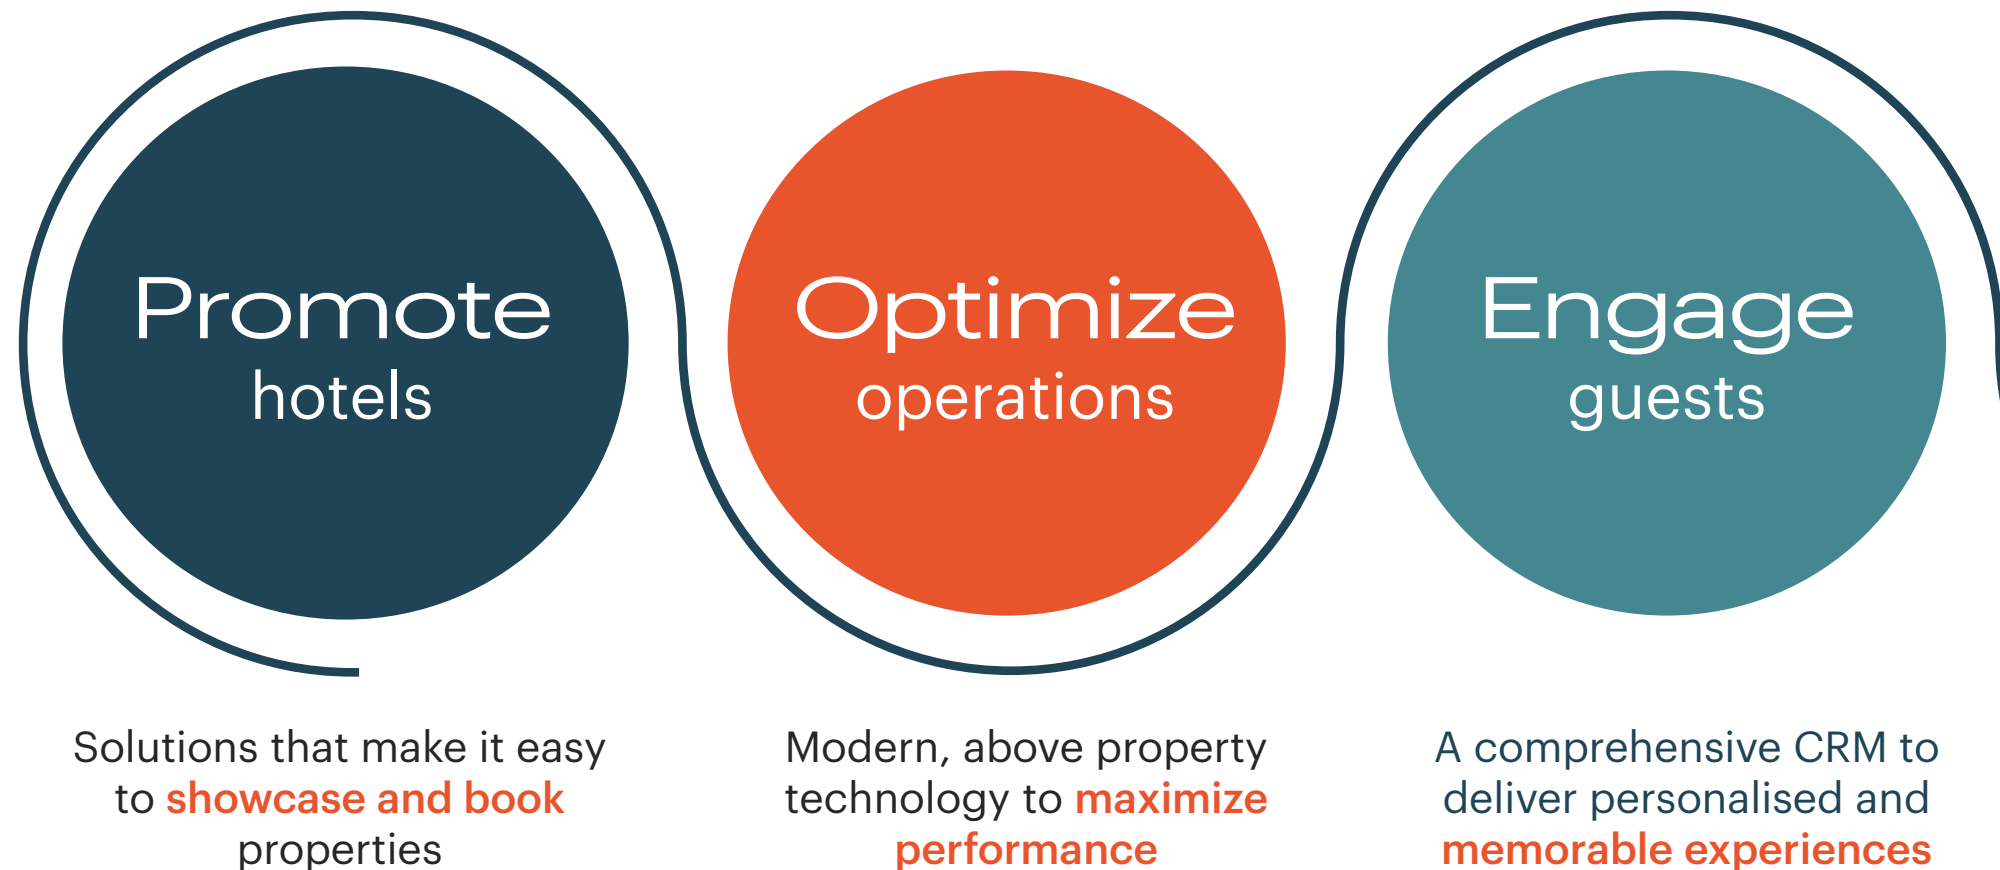 Promote
hotels
Optimize
operations
Engage
guests
Solutions that make it easy
to showcase and book
properties
Modern, above property
technology to maximize
performance
A comprehensive CRM to
deliver personalised and
memorable experiences